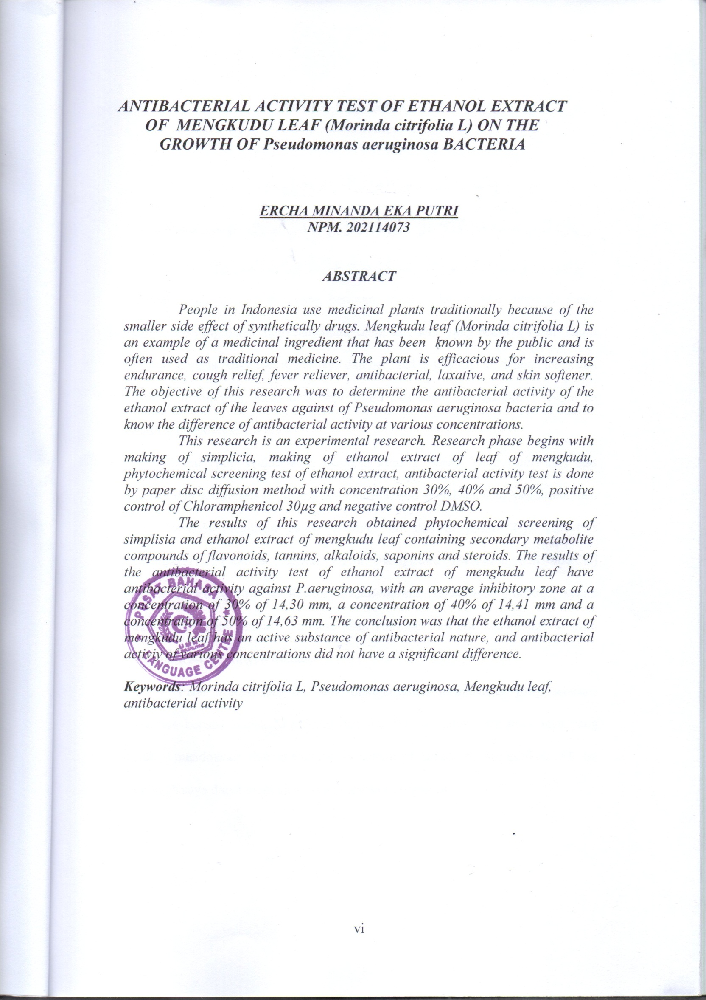 ANTIBACTERIAL ACTIVITY TEST OF ETHANOL EXTRACT
OF MENGKUDU LEAF (Morinda citrifolia L) ON THE
GROWTH OF Pseudomonas aeruginosa BACTERIA
ERCHA MINANDA EKA PUTRI
NPM. 202114073
ABSTRACT
People in Indonesia use medicinal plants traditionally because of the
smaller side effect of synthetically drugs. Mengkudu leaf (Morinda citrifolia L) is
an example of a medicinal ingredient that has been known by the public and is
often used as traditional medicine. The plant is efficacious for increasing
endurance, cough relief, fever reliever, antibacterial, laxative, and skin softener.
The objective of this research was to determine the antibacterial activity of the
ethanol extract of the leaves against of Pseudomonas aeruginosa bacteria and to
know the difference of antibacterial activity at various concentrations.
This research is an experimental research. Research phase begins with
making of simplicia, making of ethanol extract of leaf of mengkudu,
phytochemical screening test of ethanol extract, antibacterial activity test is done
by paper disc diffusion method with concentration 30%, 40% and 50%, positive
control of Chloramphenicol 30µg and negative control DMSO.
The results of this research obtained phytochemical screening of
simplisia and ethanol extract of mengkudu leaf containing secondary metabolite
compounds of flavonoids, tannins, alkaloids, saponins and steroids. The results of
the antibacterial activity test of ethanol extract of mengkudu leaf have
antibacterial activity against P.aeruginosa, with an average inhibitory zone at a
concentration of 30% of 14,30 mm, a concentration of 40% of 14,41 mm and a
concentration of 50% of 14,63 mm. The conclusion was that the ethanol extract of
mengkudu leaf has an active substance of antibacterial nature, and antibacterial
activiy of various concentrations did not have a significant difference.
PUSAT BAHASA
LANGUAGE CENTRE
Keywords: Morinda citrifolia L, Pseudomonas aeruginosa, Mengkudu leaf,
antibacterial activity
vi